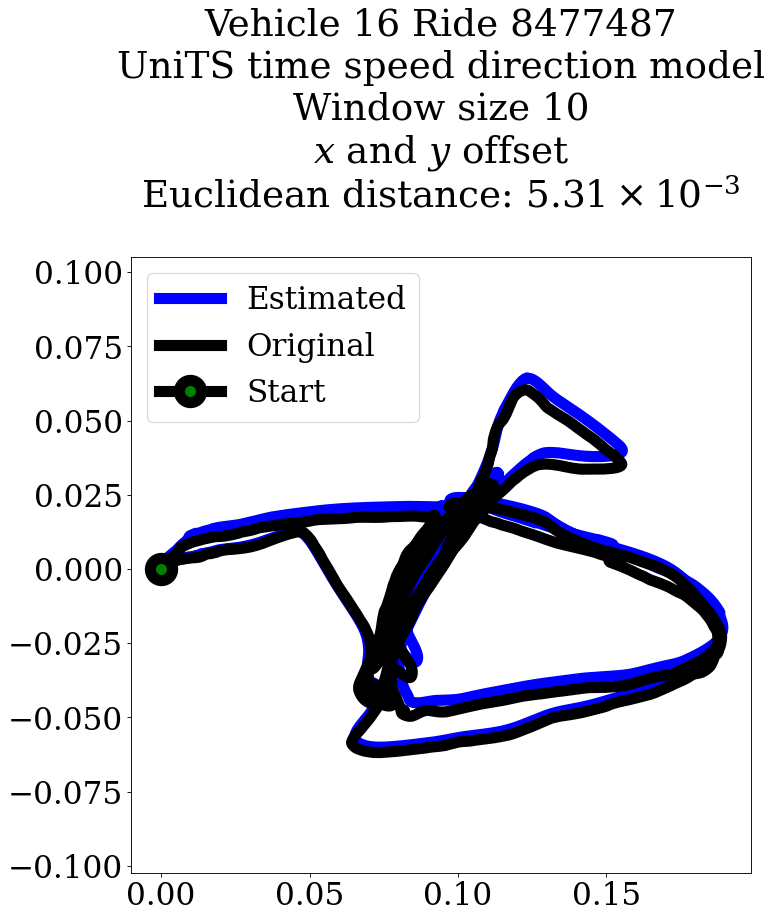 Vehicle 16 Ride 8477487
UniTS time speed direction model
Window size 10
x and y offset
Euclidean distance: 5.31 × 10⁻³
0.100
Estimated
0.075
Original
0.050
Start
0.025
0.000
−0.025
−0.050
−0.075
−0.100
0.00 0.05 0.10 0.15